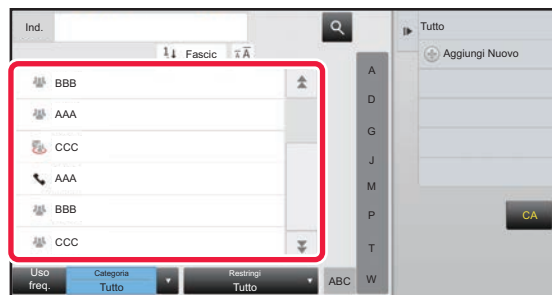 Ind.
Fascic
BBB
AAA
CCC
AAA
BBB
CCC
A
D
G
J
M
P
T
W
Uso freq.
Categoria
Tutto
Restringi
Tutto
ABC
Tutto
Aggiungi Nuovo
CA